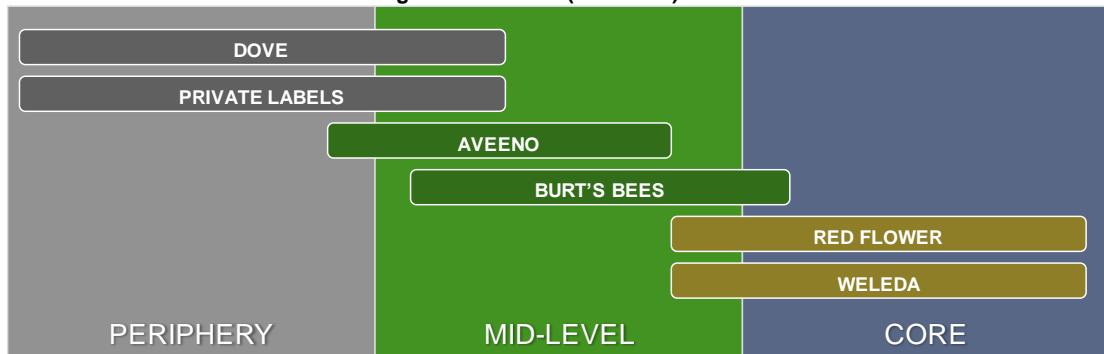 DOVE
PRIVATE LABELS
AVEENO
BURT'S BEES
RED FLOWER
WELEDA
PERIPHERY MID-LEVEL CORE